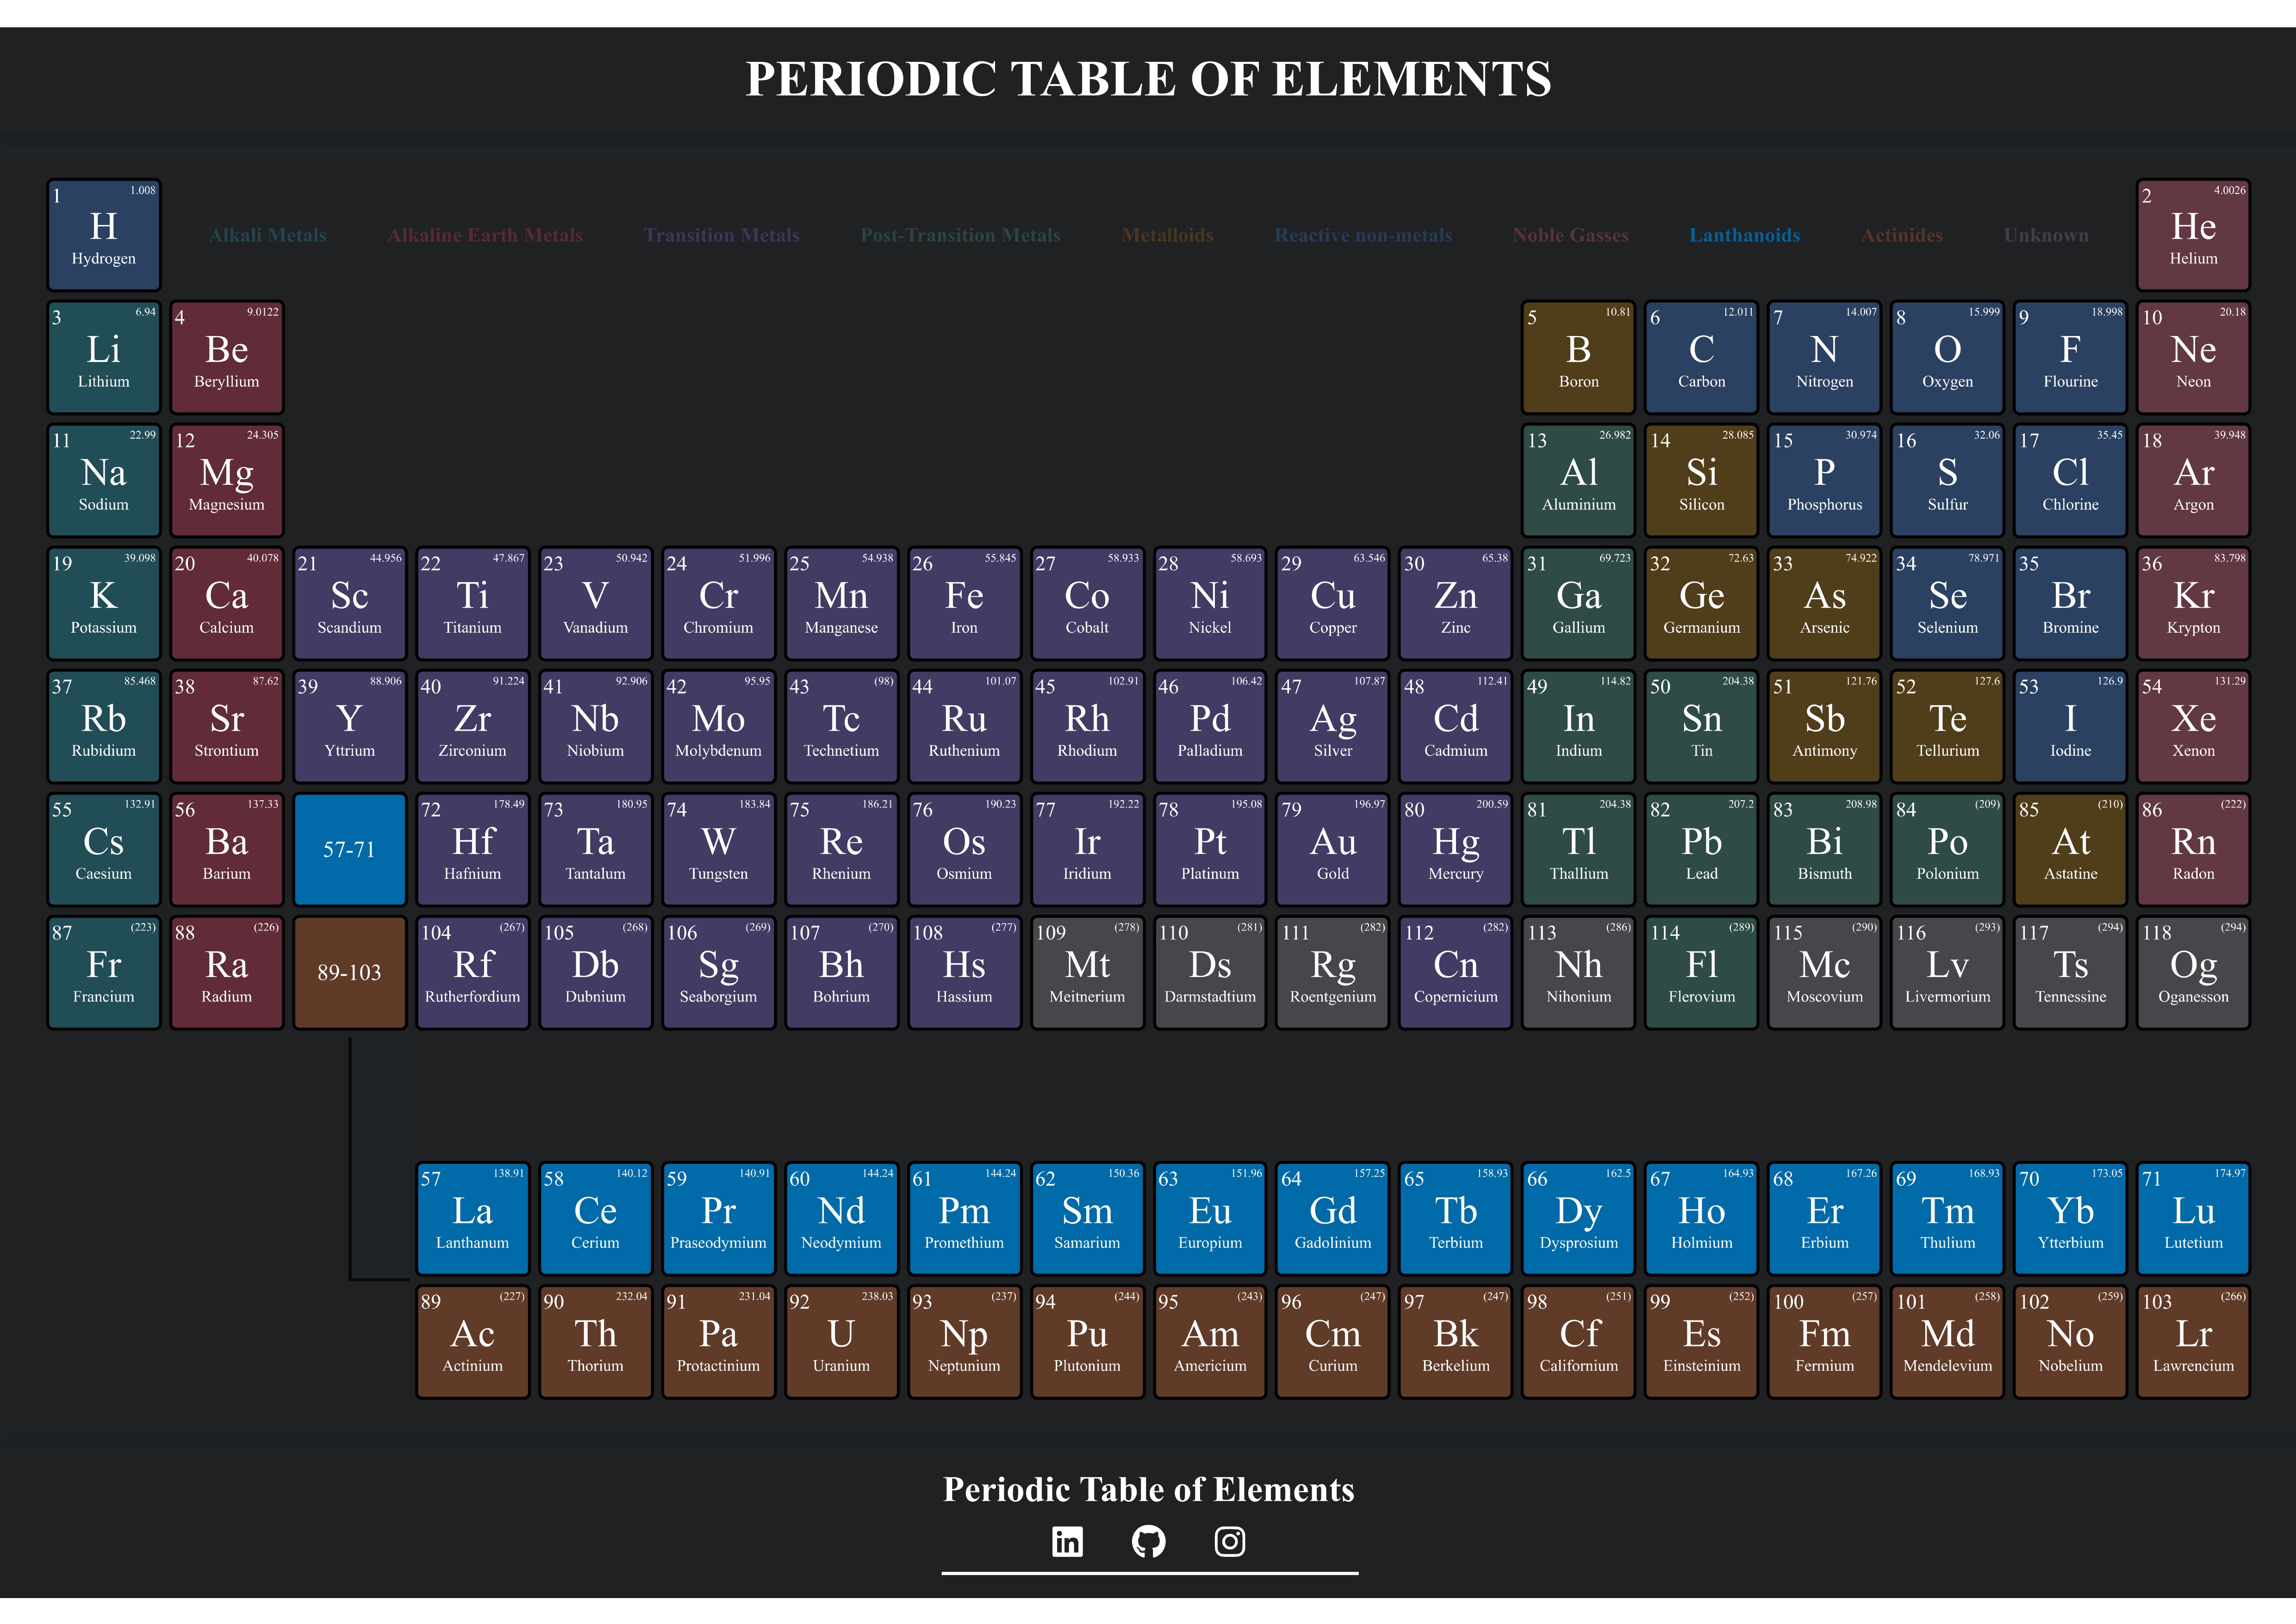 PERIODIC TABLE OF ELEMENTS
1 1.008 H Hydrogen
Alkali Metals Alkaline Earth Metals Transition Metals Post-Transition Metals Metalloids Reactive non-metals Noble Gasses Lanthanoids Actinides Unknown
2 4.0026 He Helium
3 6.94 Li Lithium
4 9.0122 Be Beryllium
5 10.81 B Boron
6 12.011 C Carbon
7 14.007 N Nitrogen
8 15.999 O Oxygen
9 18.998 F Flourine
10 20.18 Ne Neon
11 22.99 Na Sodium
12 24.305 Mg Magnesium
13 26.982 Al Aluminium
14 28.085 Si Silicon
15 30.974 P Phosphorus
16 32.06 S Sulfur
17 35.45 Cl Chlorine
18 39.948 Ar Argon
19 39.098 K Potassium
20 40.078 Ca Calcium
21 44.956 Sc Scandium
22 47.867 Ti Titanium
23 50.942 V Vanadium
24 51.996 Cr Chromium
25 54.938 Mn Manganese
26 55.845 Fe Iron
27 58.933 Co Cobalt
28 58.693 Ni Nickel
29 63.546 Cu Copper
30 65.38 Zn Zinc
31 69.723 Ga Gallium
32 72.63 Ge Germanium
33 74.922 As Arsenic
34 78.971 Se Selenium
35 Br Bromine
36 83.798 Kr Krypton
37 85.468 Rb Rubidium
38 87.62 Sr Strontium
39 88.906 Y Yttrium
40 91.224 Zr Zirconium
41 92.906 Nb Niobium
42 95.95 Mo Molybdenum
43 (98) Tc Technetium
44 101.07 Ru Ruthenium
45 102.91 Rh Rhodium
46 106.42 Pd Palladium
47 107.87 Ag Silver
48 112.41 Cd Cadmium
49 114.82 In Indium
50 204.38 Sn Tin
51 121.76 Sb Antimony
52 127.6 Te Tellurium
53 126.9 I Iodine
54 131.29 Xe Xenon
55 132.91 Cs Caesium
56 137.33 Ba Barium
57-71
72 178.49 Hf Hafnium
73 180.95 Ta Tantalum
74 183.84 W Tungsten
75 186.21 Re Rhenium
76 190.23 Os Osmium
77 192.22 Ir Iridium
78 195.08 Pt Platinum
79 196.97 Au Gold
80 200.59 Hg Mercury
81 204.38 Tl Thallium
82 207.2 Pb Lead
83 208.98 Bi Bismuth
84 (209) Po Polonium
85 (210) At Astatine
86 (222) Rn Radon
87 (223) Fr Francium
88 (226) Ra Radium
89-103
104 (267) Rf Rutherfordium
105 (268) Db Dubnium
106 (269) Sg Seaborgium
107 (270) Bh Bohrium
108 (277) Hs Hassium
109 (278) Mt Meitnerium
110 (281) Ds Darmstadtium
111 (282) Rg Roentgenium
112 (282) Cn Copernicium
113 (286) Nh Nihonium
114 (289) Fl Flerovium
115 (290) Mc Moscovium
116 (293) Lv Livermorium
117 (294) Ts Tennessine
118 (294) Og Oganesson
57 138.91 La Lanthanum
58 140.12 Ce Cerium
59 140.91 Pr Praseodymium
60 144.24 Nd Neodymium
61 144.24 Pm Promethium
62 150.36 Sm Samarium
63 151.96 Eu Europium
64 157.25 Gd Gadolinium
65 158.93 Tb Terbium
66 162.5 Dy Dysprosium
67 164.93 Ho Holmium
68 167.26 Er Erbium
69 168.93 Tm Thulium
70 173.05 Yb Ytterbium
71 174.97 Lu Lutetium
89 (227) Ac Actinium
90 232.04 Th Thorium
91 231.04 Pa Protactinium
92 238.03 U Uranium
93 (237) Np Neptunium
94 (244) Pu Plutonium
95 (243) Am Americium
96 (247) Cm Curium
97 (247) Bk Berkelium
98 (251) Cf Californium
99 (252) Es Einsteinium
100 (257) Fm Fermium
101 (258) Md Mendelevium
102 (259) No Nobelium
103 (266) Lr Lawrencium
Periodic Table of Elements
in